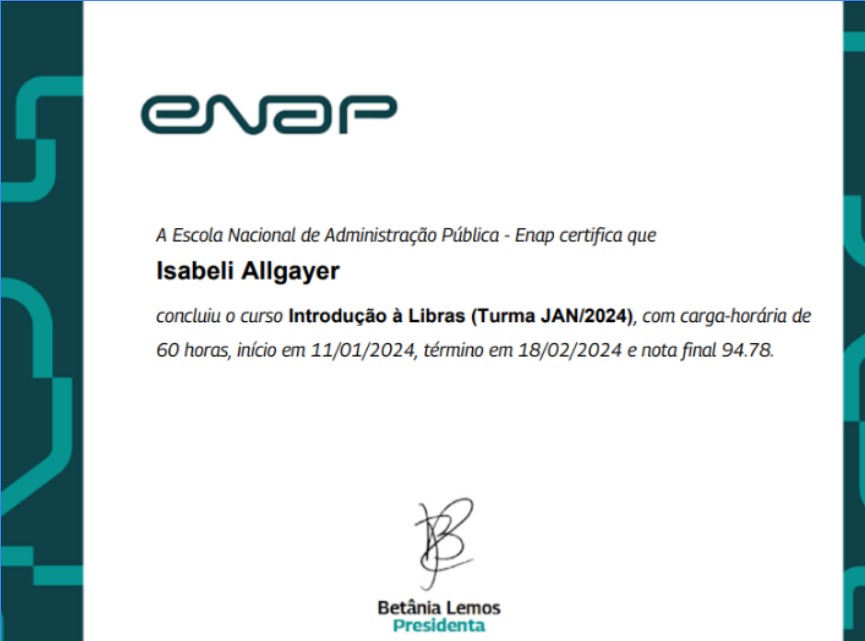 enap
A Escola Nacional de Administração Pública - Enap certifica que
Isabeli Allgayer
concluiu o curso Introdução à Libras (Turma JAN/2024), com carga-horária de
60 horas, início em 11/01/2024, término em 18/02/2024 e nota final 94.78.
Betânia Lemos
Presidenta